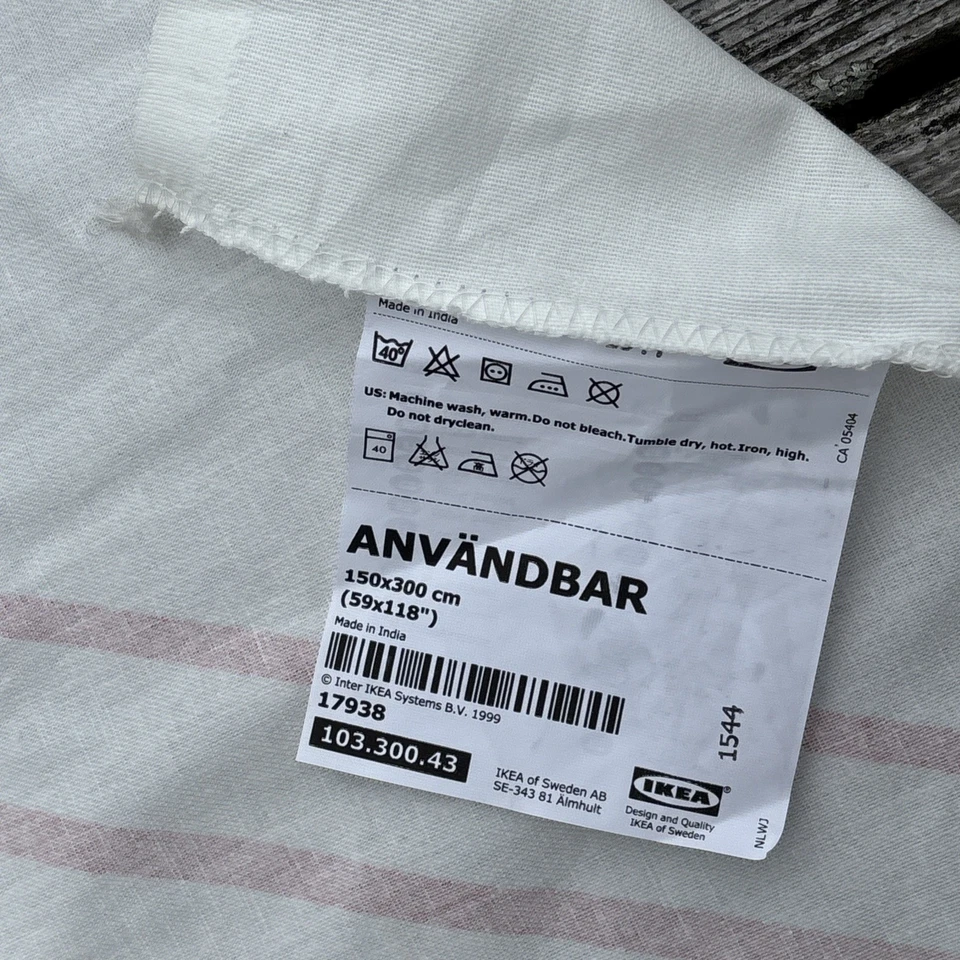 Made in India
40°
US: Machine wash, warm.Do not bleach.Tumble dry, hot.Iron, high.
Do not dryclean.
CA 05404
40
ANVÄNDBAR
150x300 cm
(59x118")
Made in India
© Inter IKEA Systems B.V. 1999
17938
103.300.43
IKEA of Sweden AB
SE-343 81 Älmhult
1544
IKEA®
Design and Quality
IKEA of Sweden
NLWJ